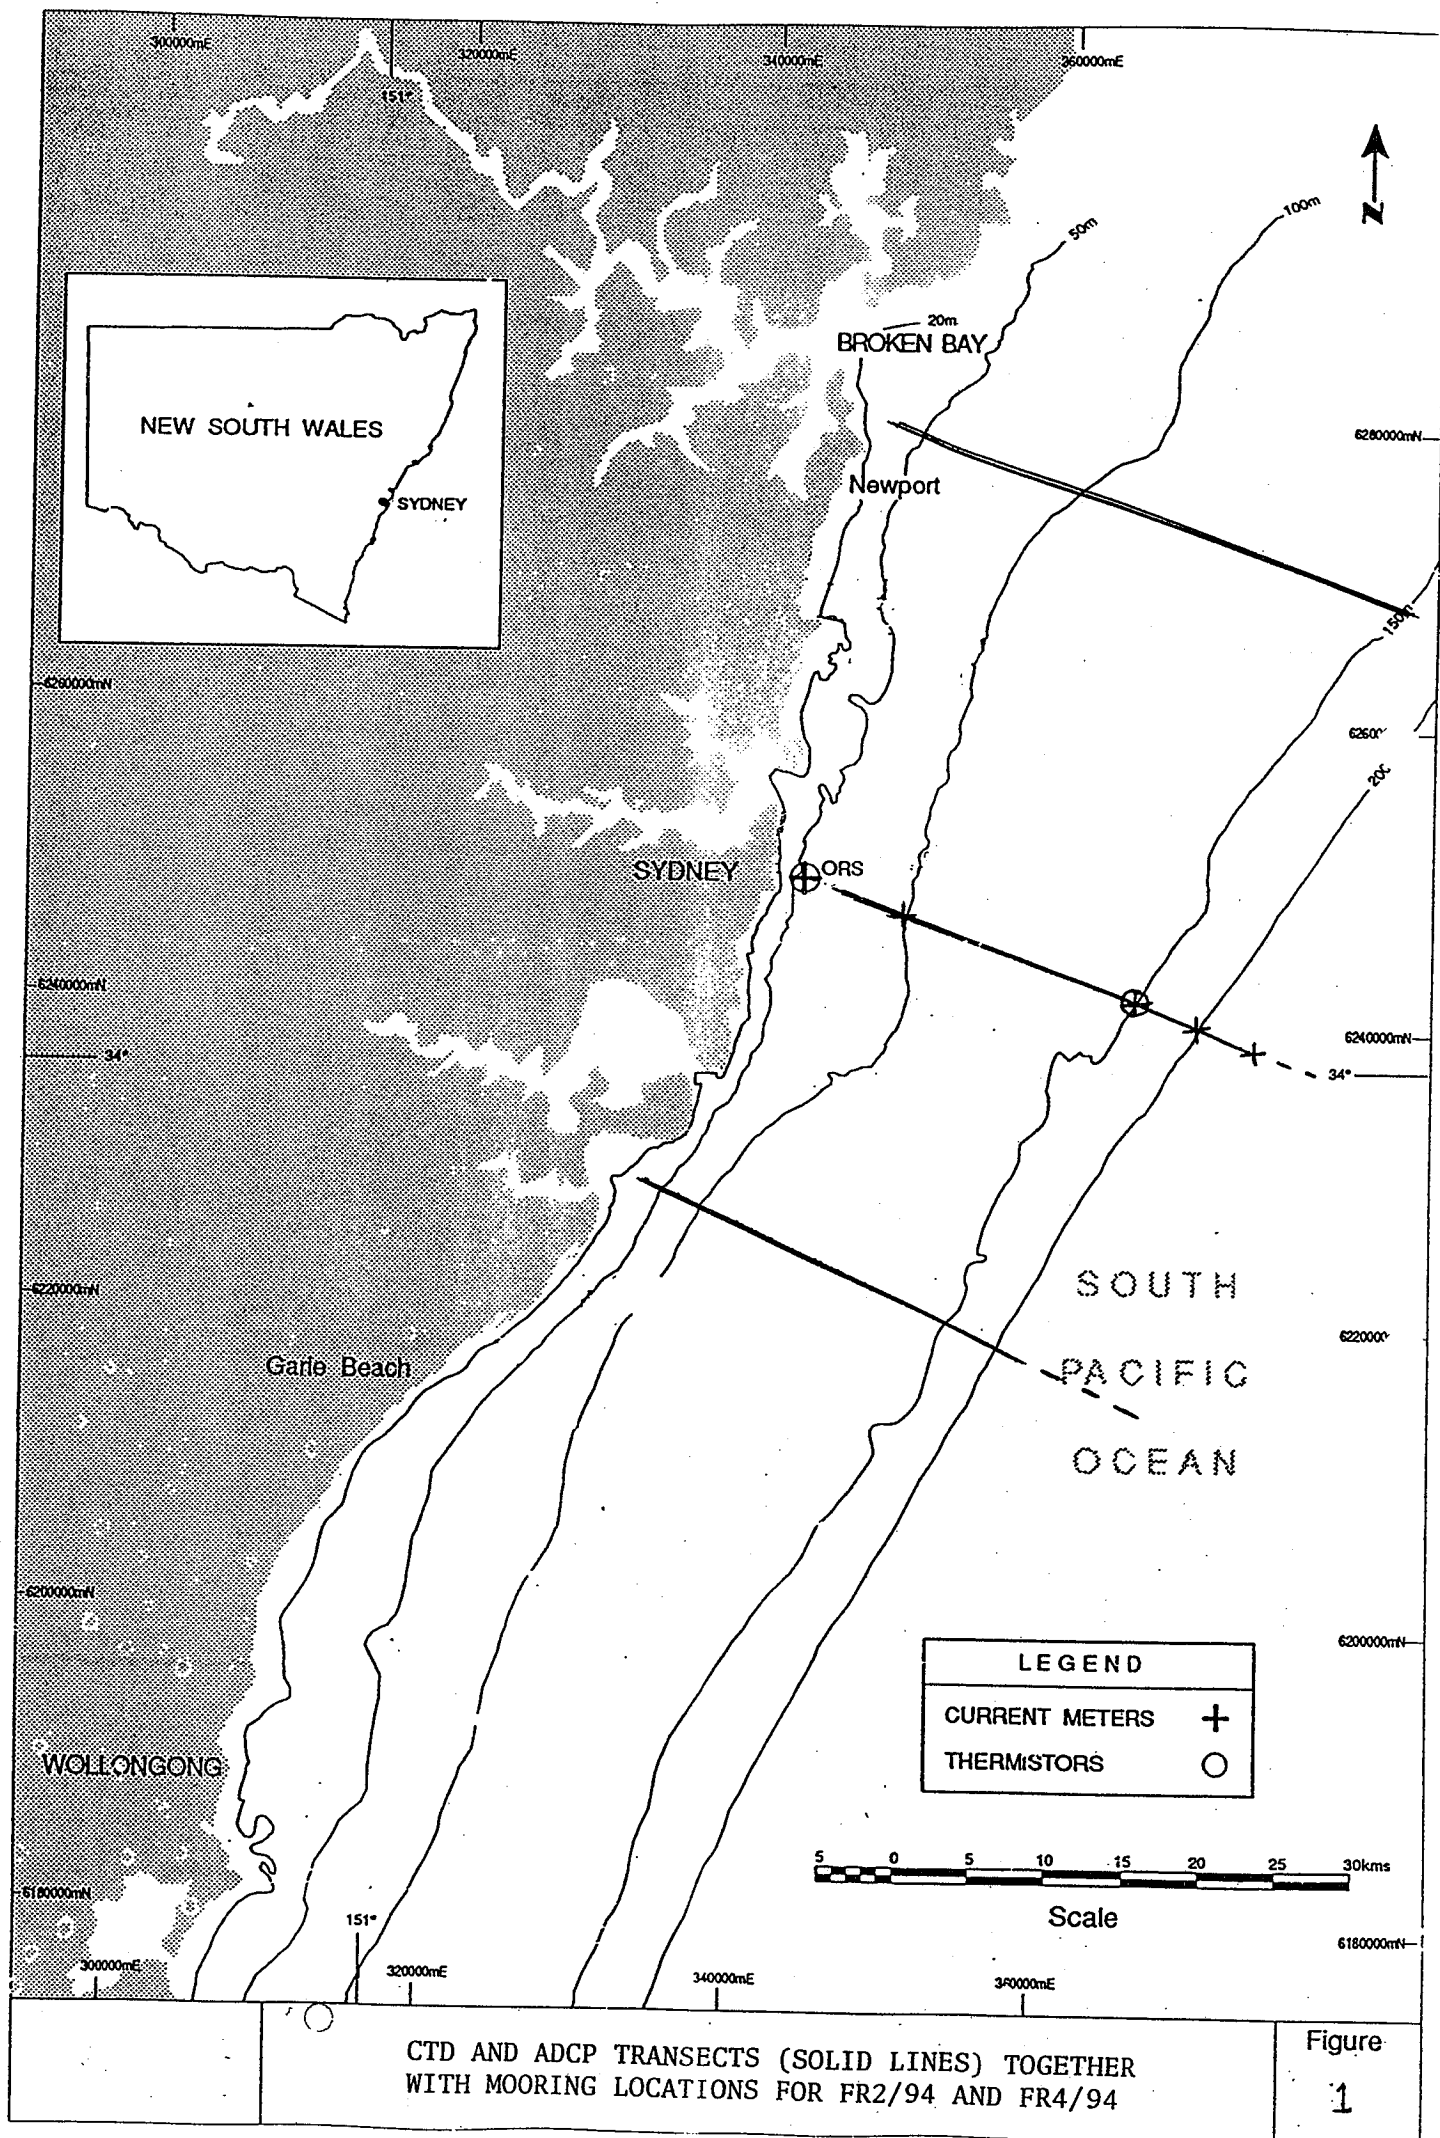 300000mE
320000mE
340000mE
360000mE
151°
N
50m
100m
20m
BROKEN BAY
NEW SOUTH WALES
SYDNEY
6280000mN
Newport
150m
6260000mN
SYDNEY
ORS
6240000mN
6240000mN
34°
34°
SOUTH
6220000mN
PACIFIC
Garie Beach
OCEAN
6200000mN
6200000mN
LEGEND
CURRENT METERS +
THERMISTORS
WOLLONGONG
5 0 5 10 15 20 25 30kms
Scale
6180000mN
6180000mN
151°
300000mE
320000mE
340000mE
360000mE
CTD AND ADCP TRANSECTS (SOLID LINES) TOGETHER
WITH MOORING LOCATIONS FOR FR2/94 AND FR4/94
Figure
1